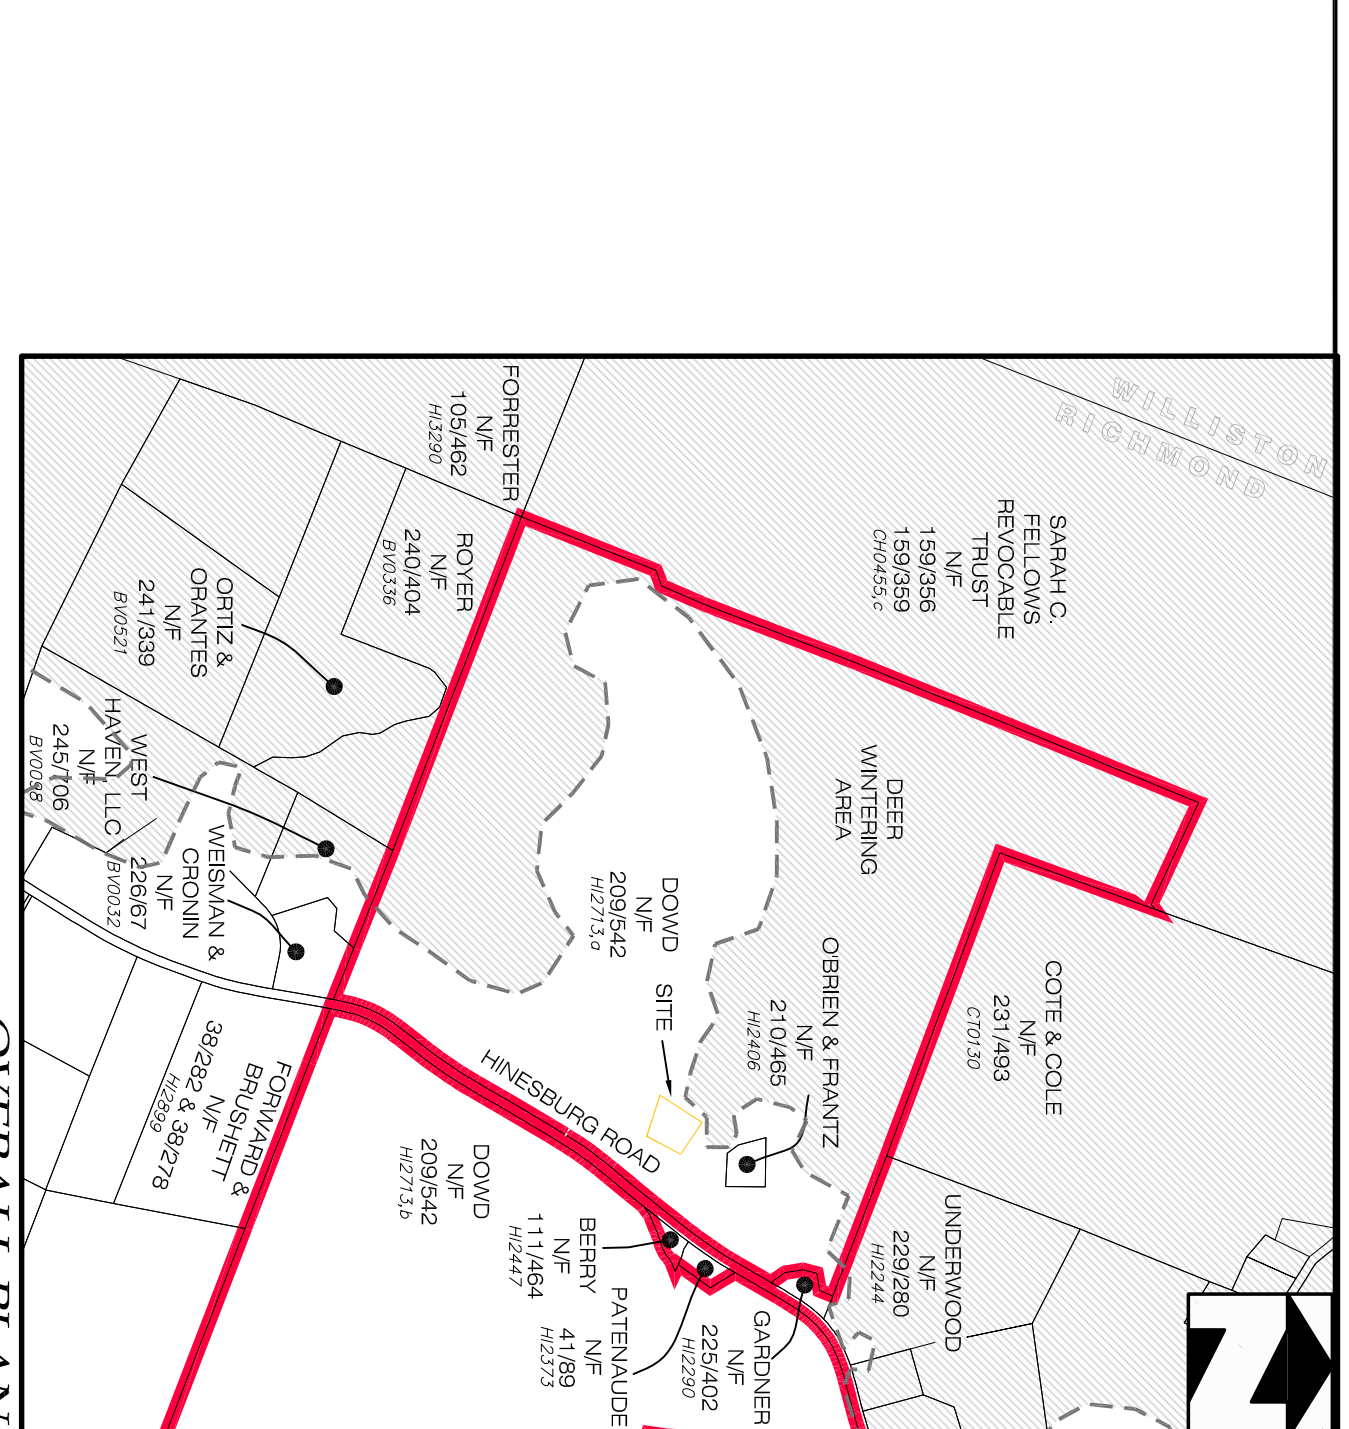 WILLISTON
RICHMOND
SARAH C.
FELLOWS
REVOCABLE
TRUST
N/F
159/356
159/359
CH0455,c
FORRESTER
N/F
105/462
HI3290
ROYER
N/F
240/404
BV0336
ORTIZ &
ORANTES
N/F
241/339
BV0521
WEST
HAVEN, LLC
N/F
245/706
BV0098
WEISMAN &
CRONIN
N/F
226/67
BV0032
DEER
WINTERING
AREA
DOWD
N/F
209/542
HI2713,a
SITE
O'BRIEN & FRANTZ
N/F
210/465
HI2406
COTE & COLE
N/F
231/493
CT0130
HINESBURG ROAD
FORWARD &
BRUSHETT
N/F
38/282 & 38/278
HI2899
DOWD
N/F
209/542
HI2713,b
BERRY
N/F
111/464
HI2447
PATENAUDE
N/F
41/89
HI2373
GARDNER
N/F
225/402
HI2290
UNDERWOOD
N/F
229/280
HI2244
OVERALL PLAN